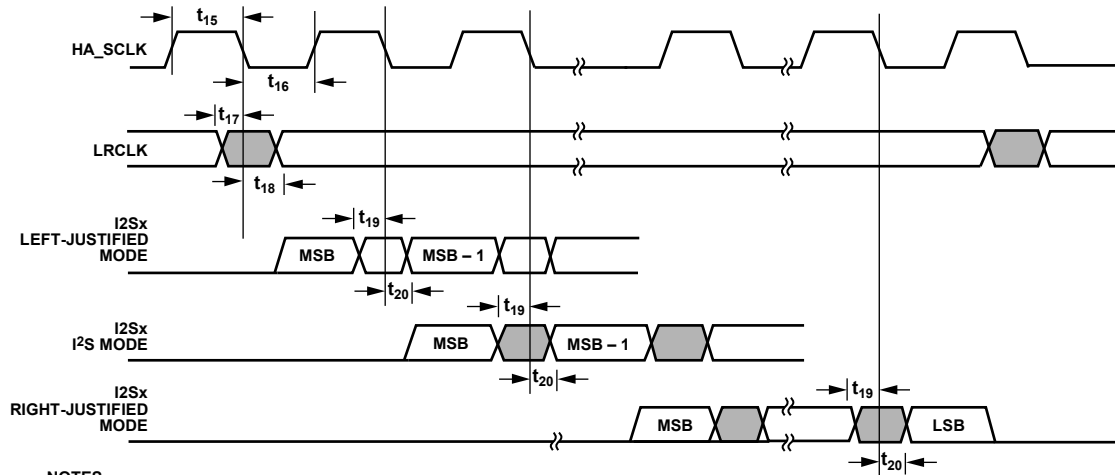 t15
HA_SCLK
t16
t17
LRCLK
t18
I2Sx
LEFT-JUSTIFIED
MODE
t19
MSB
MSB – 1
t20
t19
I2Sx
I²S MODE
MSB
MSB – 1
t20
I2Sx
RIGHT-JUSTIFIED
MODE
t19
MSB
LSB
t20
NOTES